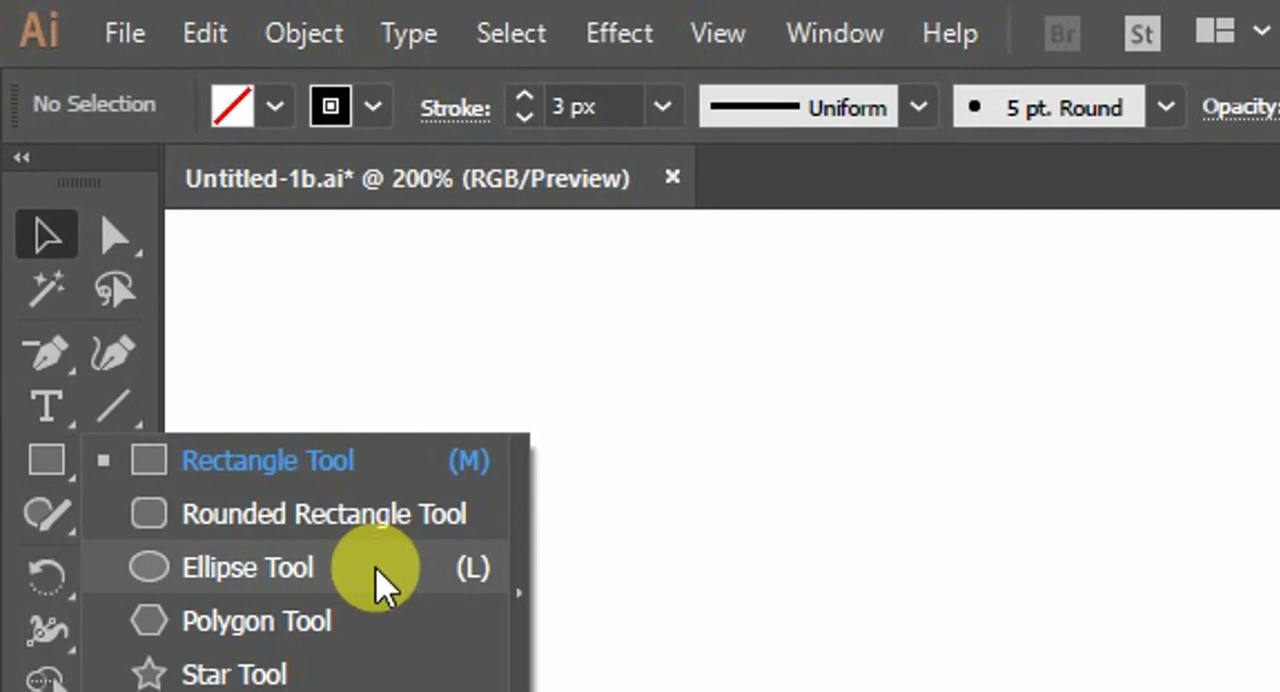 Ai File Edit Object Type Select Effect View Window Help Br St
No Selection Stroke: 3 px Uniform 5 pt. Round Opacity:
Untitled-1b.ai* @ 200% (RGB/Preview) ×
T
Rectangle Tool (M)
Rounded Rectangle Tool
Ellipse Tool (L)
Polygon Tool
Star Tool